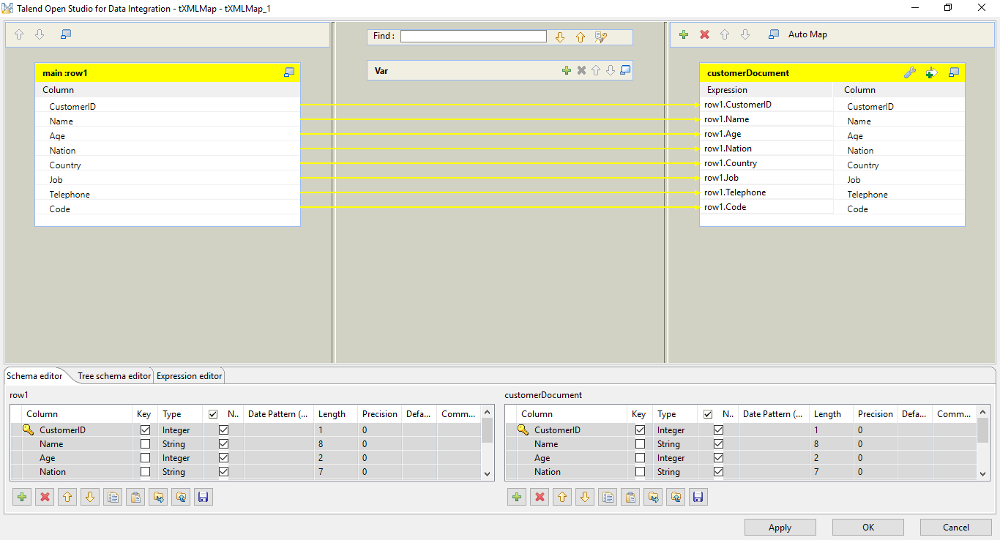 Talend Open Studio for Data Integration - tXMLMap - tXMLMap_1
Find :
Auto Map
main :row1
Var
customerDocument
Column
Expression Column
CustomerID
row1.CustomerID CustomerID
Name
row1.Name Name
Age
row1.Age Age
Nation
row1.Nation Nation
Country
row1.Country Country
Job
row1.Job Job
Telephone
row1.Telephone Telephone
Code
row1.Code Code
Schema editor Tree schema editor Expression editor
row1
Column Key Type N.. Date Pattern (... Length Precision Defa... Comm...
CustomerID Integer 1 0
Name String 8 0
Age Integer 2 0
Nation String 7 0
customerDocument
Column Key Type N.. Date Pattern (... Length Precision Defa... Comm...
CustomerID Integer 1 0
Name String 8 0
Age Integer 2 0
Nation String 7 0
Apply OK Cancel